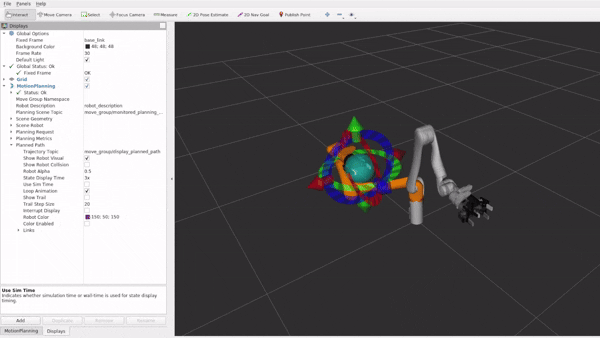 File Panels Help
Interact Move Camera Select Focus Camera Measure 2D Pose Estimate 2D Nav Goal Publish Point
Displays
Global Options
Fixed Frame base_link
Background Color 48; 48; 48
Frame Rate 30
Default Light
Global Status: Ok
Fixed Frame OK
Grid
MotionPlanning
Status: Ok
Move Group Namespace
Robot Description robot_description
Planning Scene Topic move_group/monitored_planning_...
Scene Geometry
Scene Robot
Planning Request
Planning Metrics
Planned Path
Trajectory Topic move_group/display_planned_path
Show Robot Visual
Show Robot Collision
Robot Alpha 0.5
State Display Time 3x
Use Sim Time
Loop Animation
Show Trail
Trail Step Size 20
Interrupt Display
Robot Color 150; 50; 150
Color Enabled
Links
Use Sim Time
Indicates whether simulation time or wall-time is used for state display
timing.
Add Duplicate Remove Rename
MotionPlanning Displays